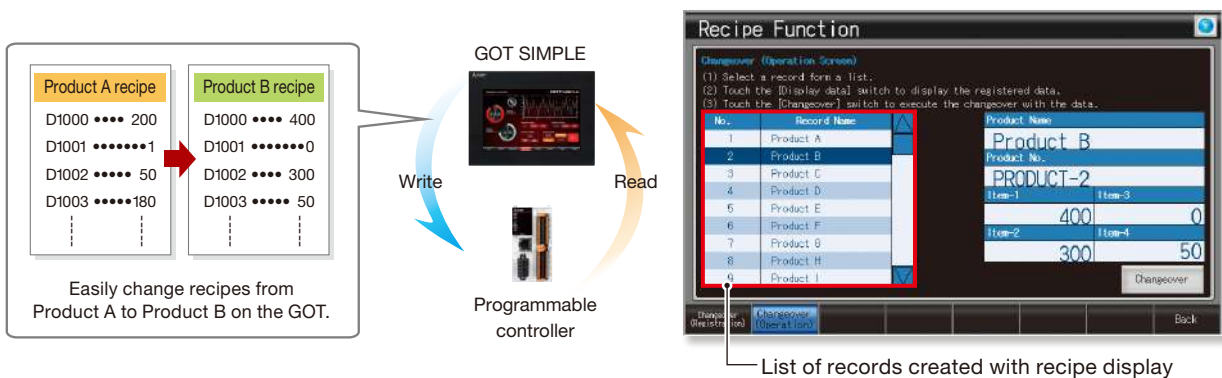 Product A recipe
D1000 •••• 200
D1001 •••••••1
D1002 ••••• 50
D1003 •••••180
Product B recipe
D1000 •••• 400
D1001 •••••••0
D1002 •••• 300
D1003 ••••• 50
Easily change recipes from
Product A to Product B on the GOT.
GOT SIMPLE
Write
Read
Programmable
controller
Recipe Function
Changeover (Operation Screen)
(1) Select a record form a list.
(2) Touch the [Display data] switch to display the registered data.
(3) Touch the [Changeover] switch to execute the changeover with the data.
No. Record Name
1 Product A
2 Product B
3 Product C
4 Product D
5 Product E
6 Product F
7 Product G
8 Product H
9 Product I
Product Name
Product B
Product No.
PRODUCT-2
Item-1 Item-3
400 0
Item-2 Item-4
300 50
Changeover
Changeover
(Registration)
Changeover
(Operation)
Back
List of records created with recipe display